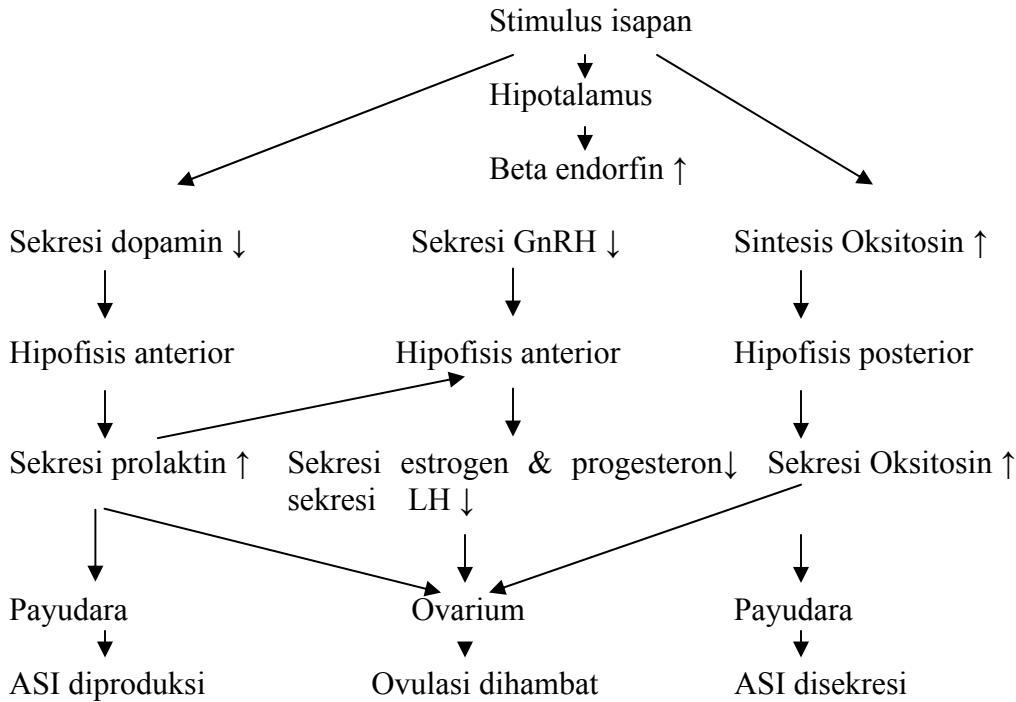 Stimulus isapan
Hipotalamus
Beta endorfin ↑
Sekresi dopamin ↓ Sekresi GnRH ↓ Sintesis Oksitosin ↑
Hipofisis anterior Hipofisis anterior Hipofisis posterior
Sekresi prolaktin ↑ Sekresi estrogen & progesteron↓ Sekresi Oksitosin ↑
sekresi LH ↓
Payudara Ovarium Payudara
ASI diproduksi Ovulasi dihambat ASI disekresi